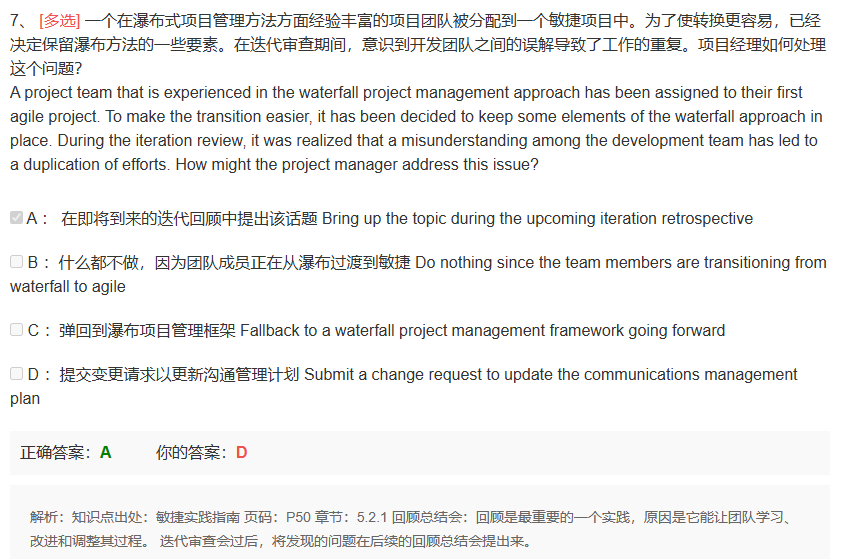 7、 [多选] 一个在瀑布式项目管理方法方面经验丰富的项目团队被分配到一个敏捷项目中。为了使转换更容易，已经
决定保留瀑布方法的一些要素。在迭代审查期间，意识到开发团队之间的误解导致了工作的重复。项目经理如何处理
这个问题？
A project team that is experienced in the waterfall project management approach has been assigned to their first
agile project. To make the transition easier, it has been decided to keep some elements of the waterfall approach in
place. During the iteration review, it was realized that a misunderstanding among the development team has led to
a duplication of efforts. How might the project manager address this issue?
A： 在即将到来的迭代回顾中提出该话题 Bring up the topic during the upcoming iteration retrospective
B： 什么都不做，因为团队成员正在从瀑布过渡到敏捷 Do nothing since the team members are transitioning from
waterfall to agile
C： 弹回到瀑布项目管理框架 Fallback to a waterfall project management framework going forward
D： 提交变更请求以更新沟通管理计划 Submit a change request to update the communications management
plan
正确答案：A 你的答案：D
解析：知识点出处：敏捷实践指南 页码：P50 章节：5.2.1 回顾总结会：回顾是最重要的一个实践，原因是它能让团队学习、
改进和调整其过程。 迭代审查会过后，将发现的问题在后续的回顾总结会提出来。